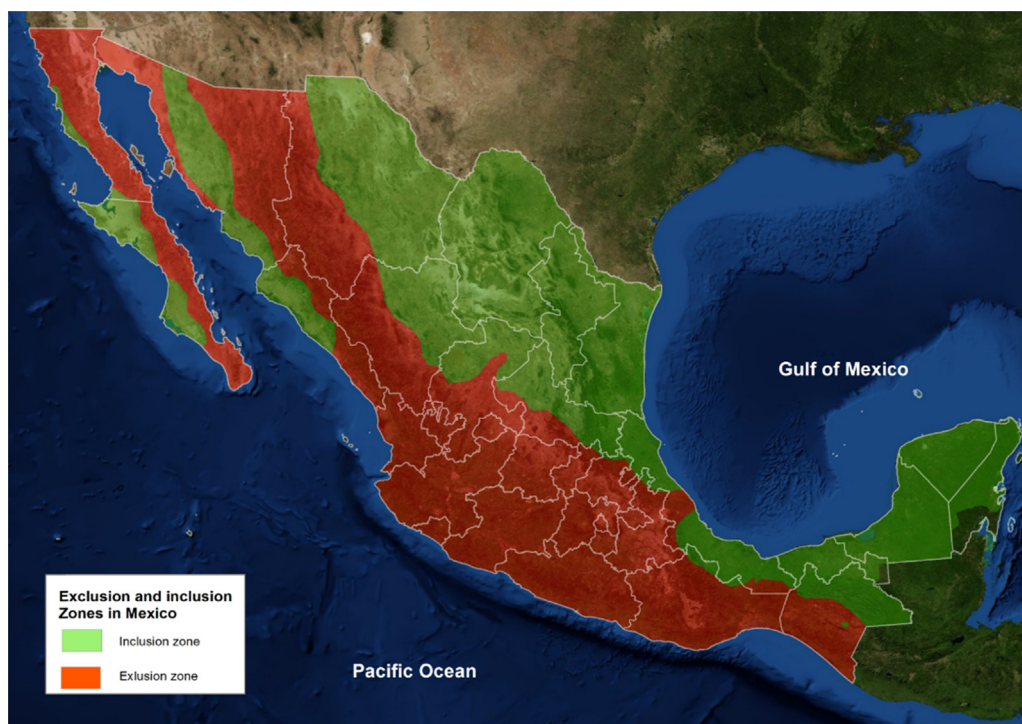 Gulf of Mexico
Exclusion and inclusion
Zones in Mexico
Inclusion zone
Exlusion zone
Pacific Ocean